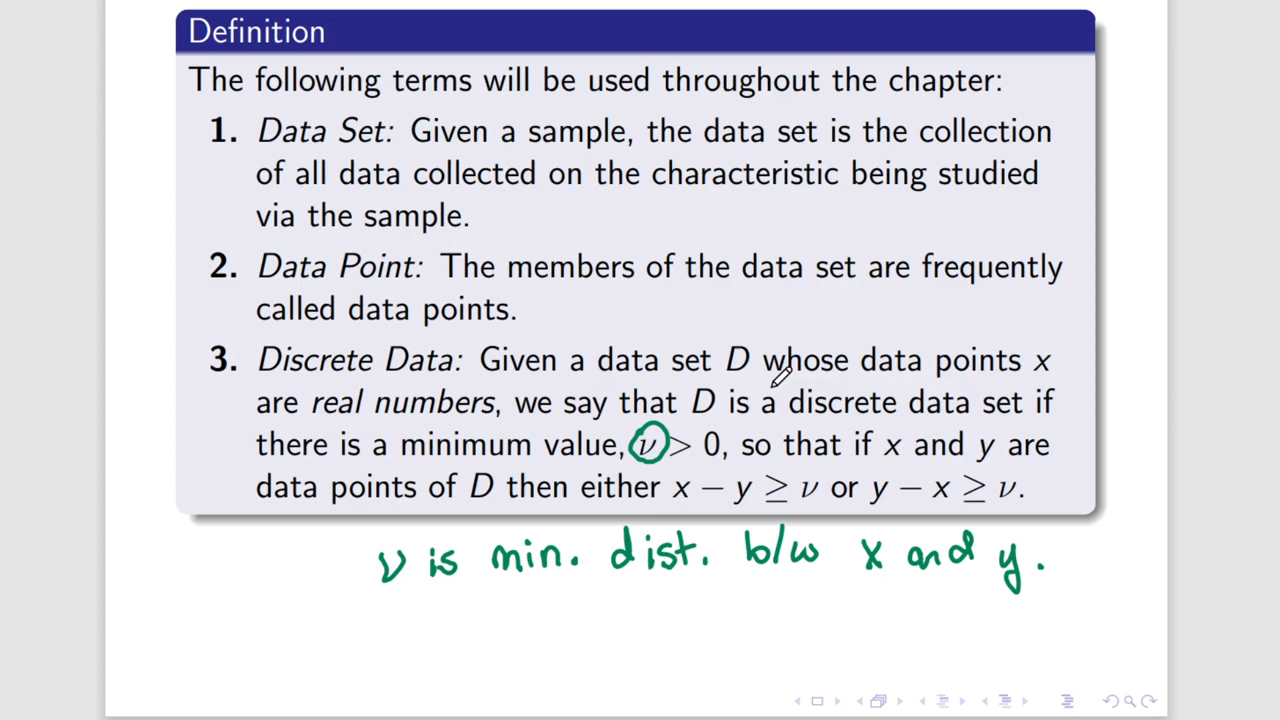 Definition
The following terms will be used throughout the chapter:
1. Data Set: Given a sample, the data set is the collection
of all data collected on the characteristic being studied
via the sample.
2. Data Point: The members of the data set are frequently
called data points.
3. Discrete Data: Given a data set D whose data points x
are real numbers, we say that D is a discrete data set if
there is a minimum value, ν > 0, so that if x and y are
data points of D then either x − y ≥ ν or y − x ≥ ν.
ν is min. dist. b/w x and y.